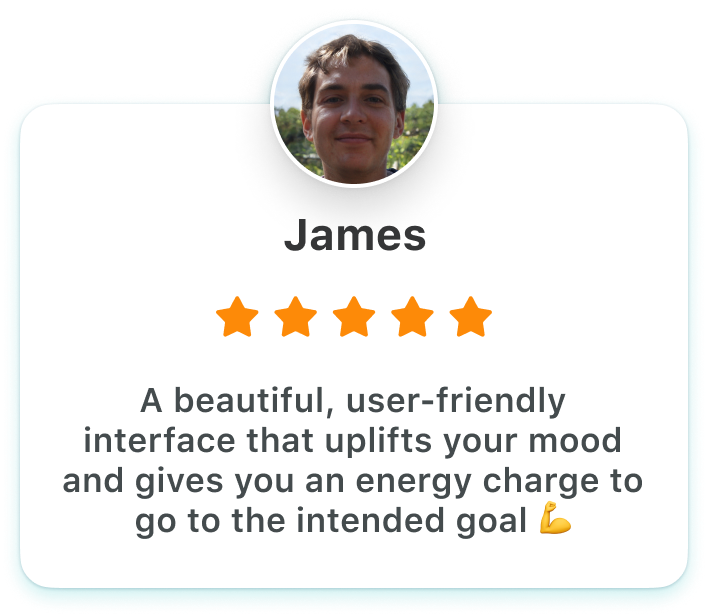 James
A beautiful, user-friendly
interface that uplifts your mood
and gives you an energy charge to
go to the intended goal 💪